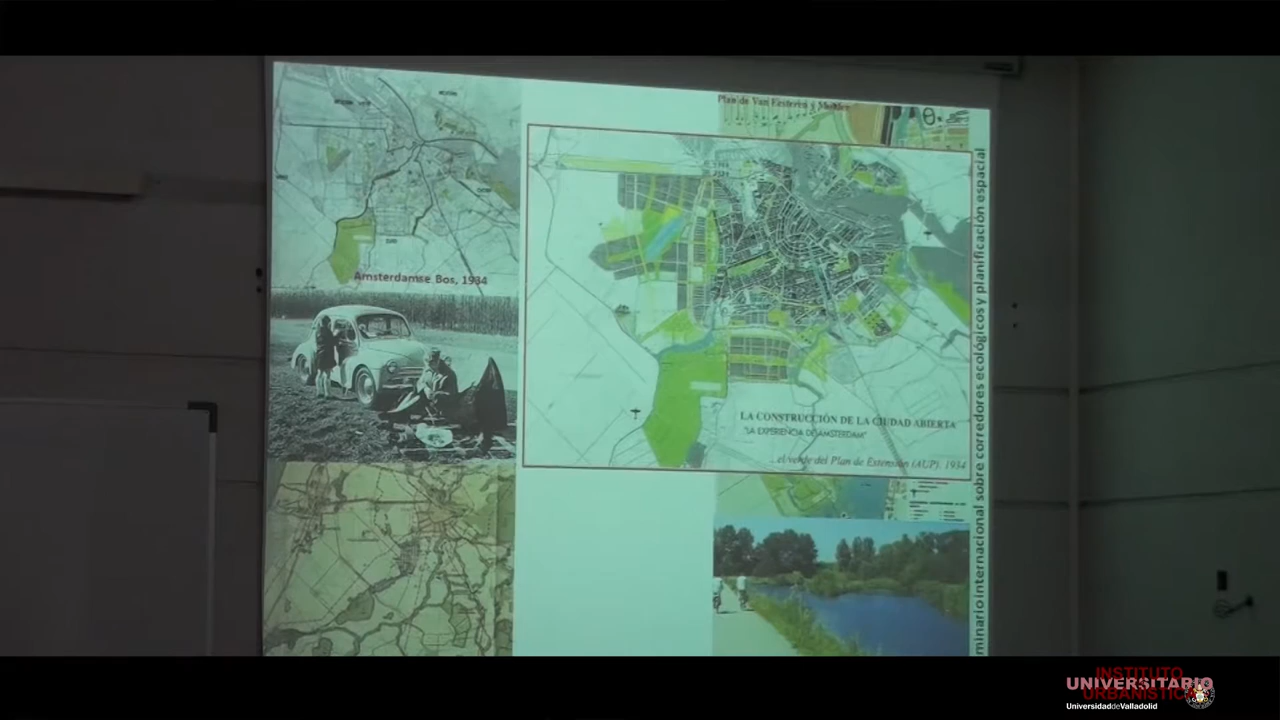 Plan de Van Eesteren y Mulder
Amsterdamse Bos, 1934
LA CONSTRUCCIÓN DE LA CIUDAD ABIERTA
"LA EXPERIENCIA DE AMSTERDAM"
...el verde del Plan de Extensión (AUP). 1934
minario internacional sobre corredores ecológicos y planificación espacial
INSTITUTO
UNIVERSITARIO
URBANÍSTICA
UniversidaddeValladolid